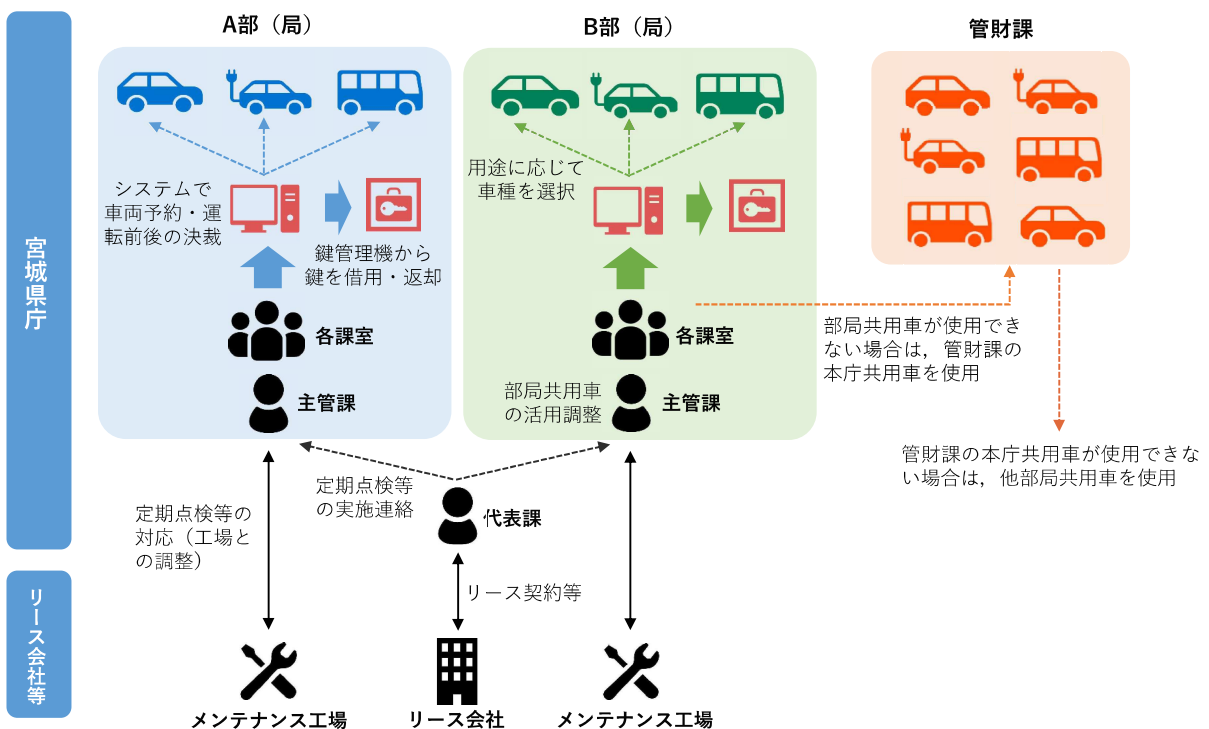 A部（局）
B部（局）
管財課
システムで
車両予約・運
転前後の決裁
鍵管理機から
鍵を借用・返却
各課室
主管課
用途に応じて
車種を選択
各課室
部局共用車
の活用調整
主管課
部局共用車が使用でき
ない場合は，管財課の
本庁共用車を使用
管財課の本庁共用車が使用できな
い場合は，他部局共用車を使用
宮城県庁
定期点検等
の実施連絡
代表課
定期点検等の
対応（工場と
の調整）
リース契約等
リース会社等
メンテナンス工場
リース会社
メンテナンス工場